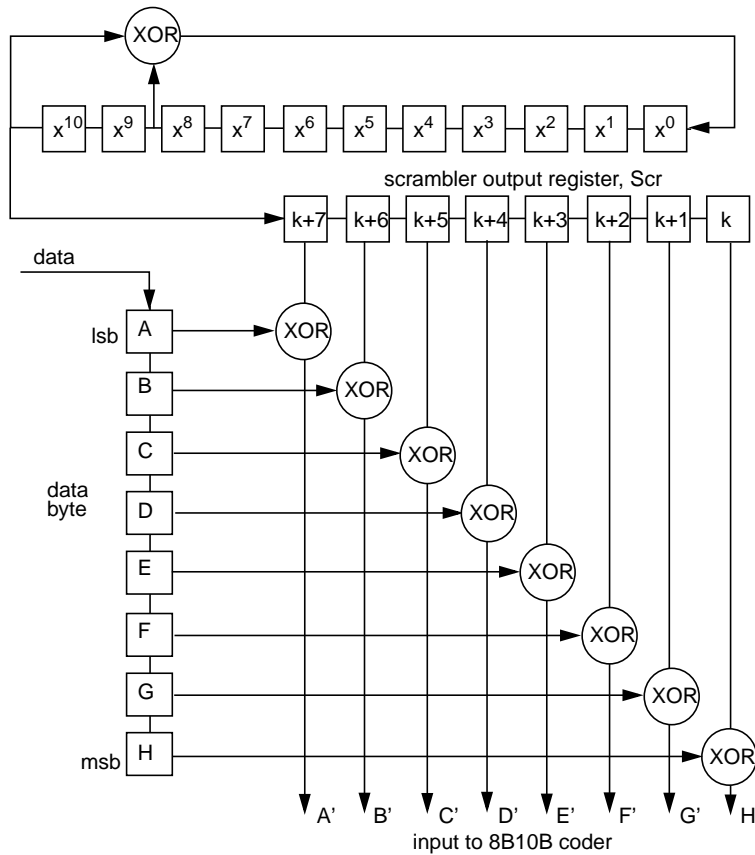 XOR
x10 x9 x8 x7 x6 x5 x4 x3 x2 x1 x0
scrambler output register, Scr
k+7 k+6 k+5 k+4 k+3 k+2 k+1 k
data
lsb A XOR
B XOR
C XOR
data
byte
D XOR
E XOR
F XOR
G XOR
msb H XOR
A’ B’ C’ D’ E’ F’ G’ H
input to 8B10B coder